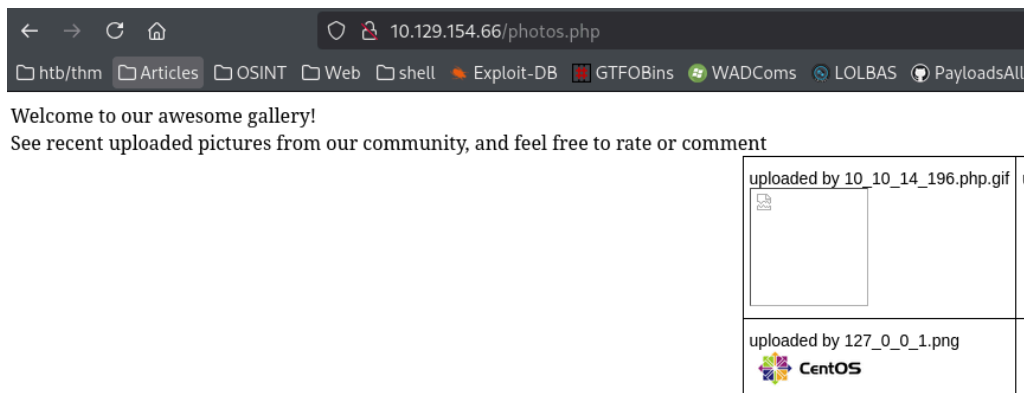 10.129.154.66/photos.php
htb/thm Articles OSINT Web shell Exploit-DB GTFOBins WADComs LOLBAS PayloadsAll
Welcome to our awesome gallery!
See recent uploaded pictures from our community, and feel free to rate or comment
uploaded by 10_10_14_196.php.gif
uploaded by 127_0_0_1.png
CentOS